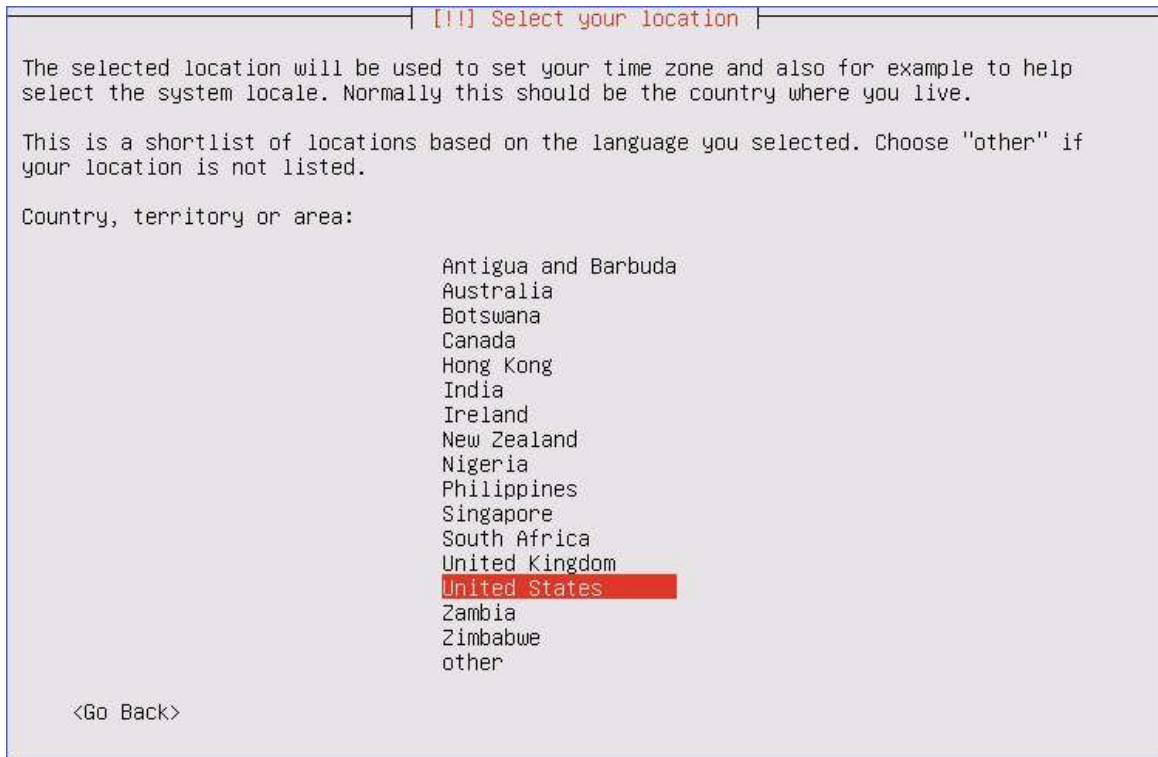 [!!] Select your location
The selected location will be used to set your time zone and also for example to help
select the system locale. Normally this should be the country where you live.
This is a shortlist of locations based on the language you selected. Choose "other" if
your location is not listed.
Country, territory or area:
Antigua and Barbuda
Australia
Botswana
Canada
Hong Kong
India
Ireland
New Zealand
Nigeria
Philippines
Singapore
South Africa
United Kingdom
United States
Zambia
Zimbabwe
other
<Go Back>